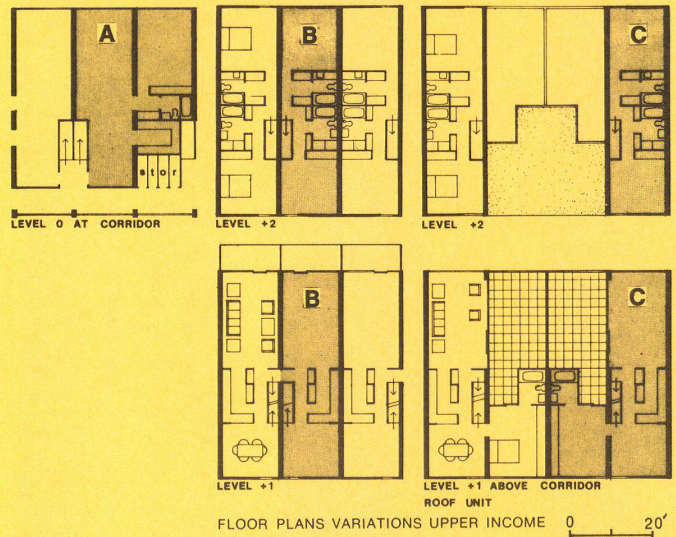 A
B
C
stor
LEVEL 0 AT CORRIDOR
LEVEL +2
LEVEL +2
B
C
LEVEL +1
LEVEL +1 ABOVE CORRIDOR
ROOF UNIT
FLOOR PLANS VARIATIONS UPPER INCOME 0 20'